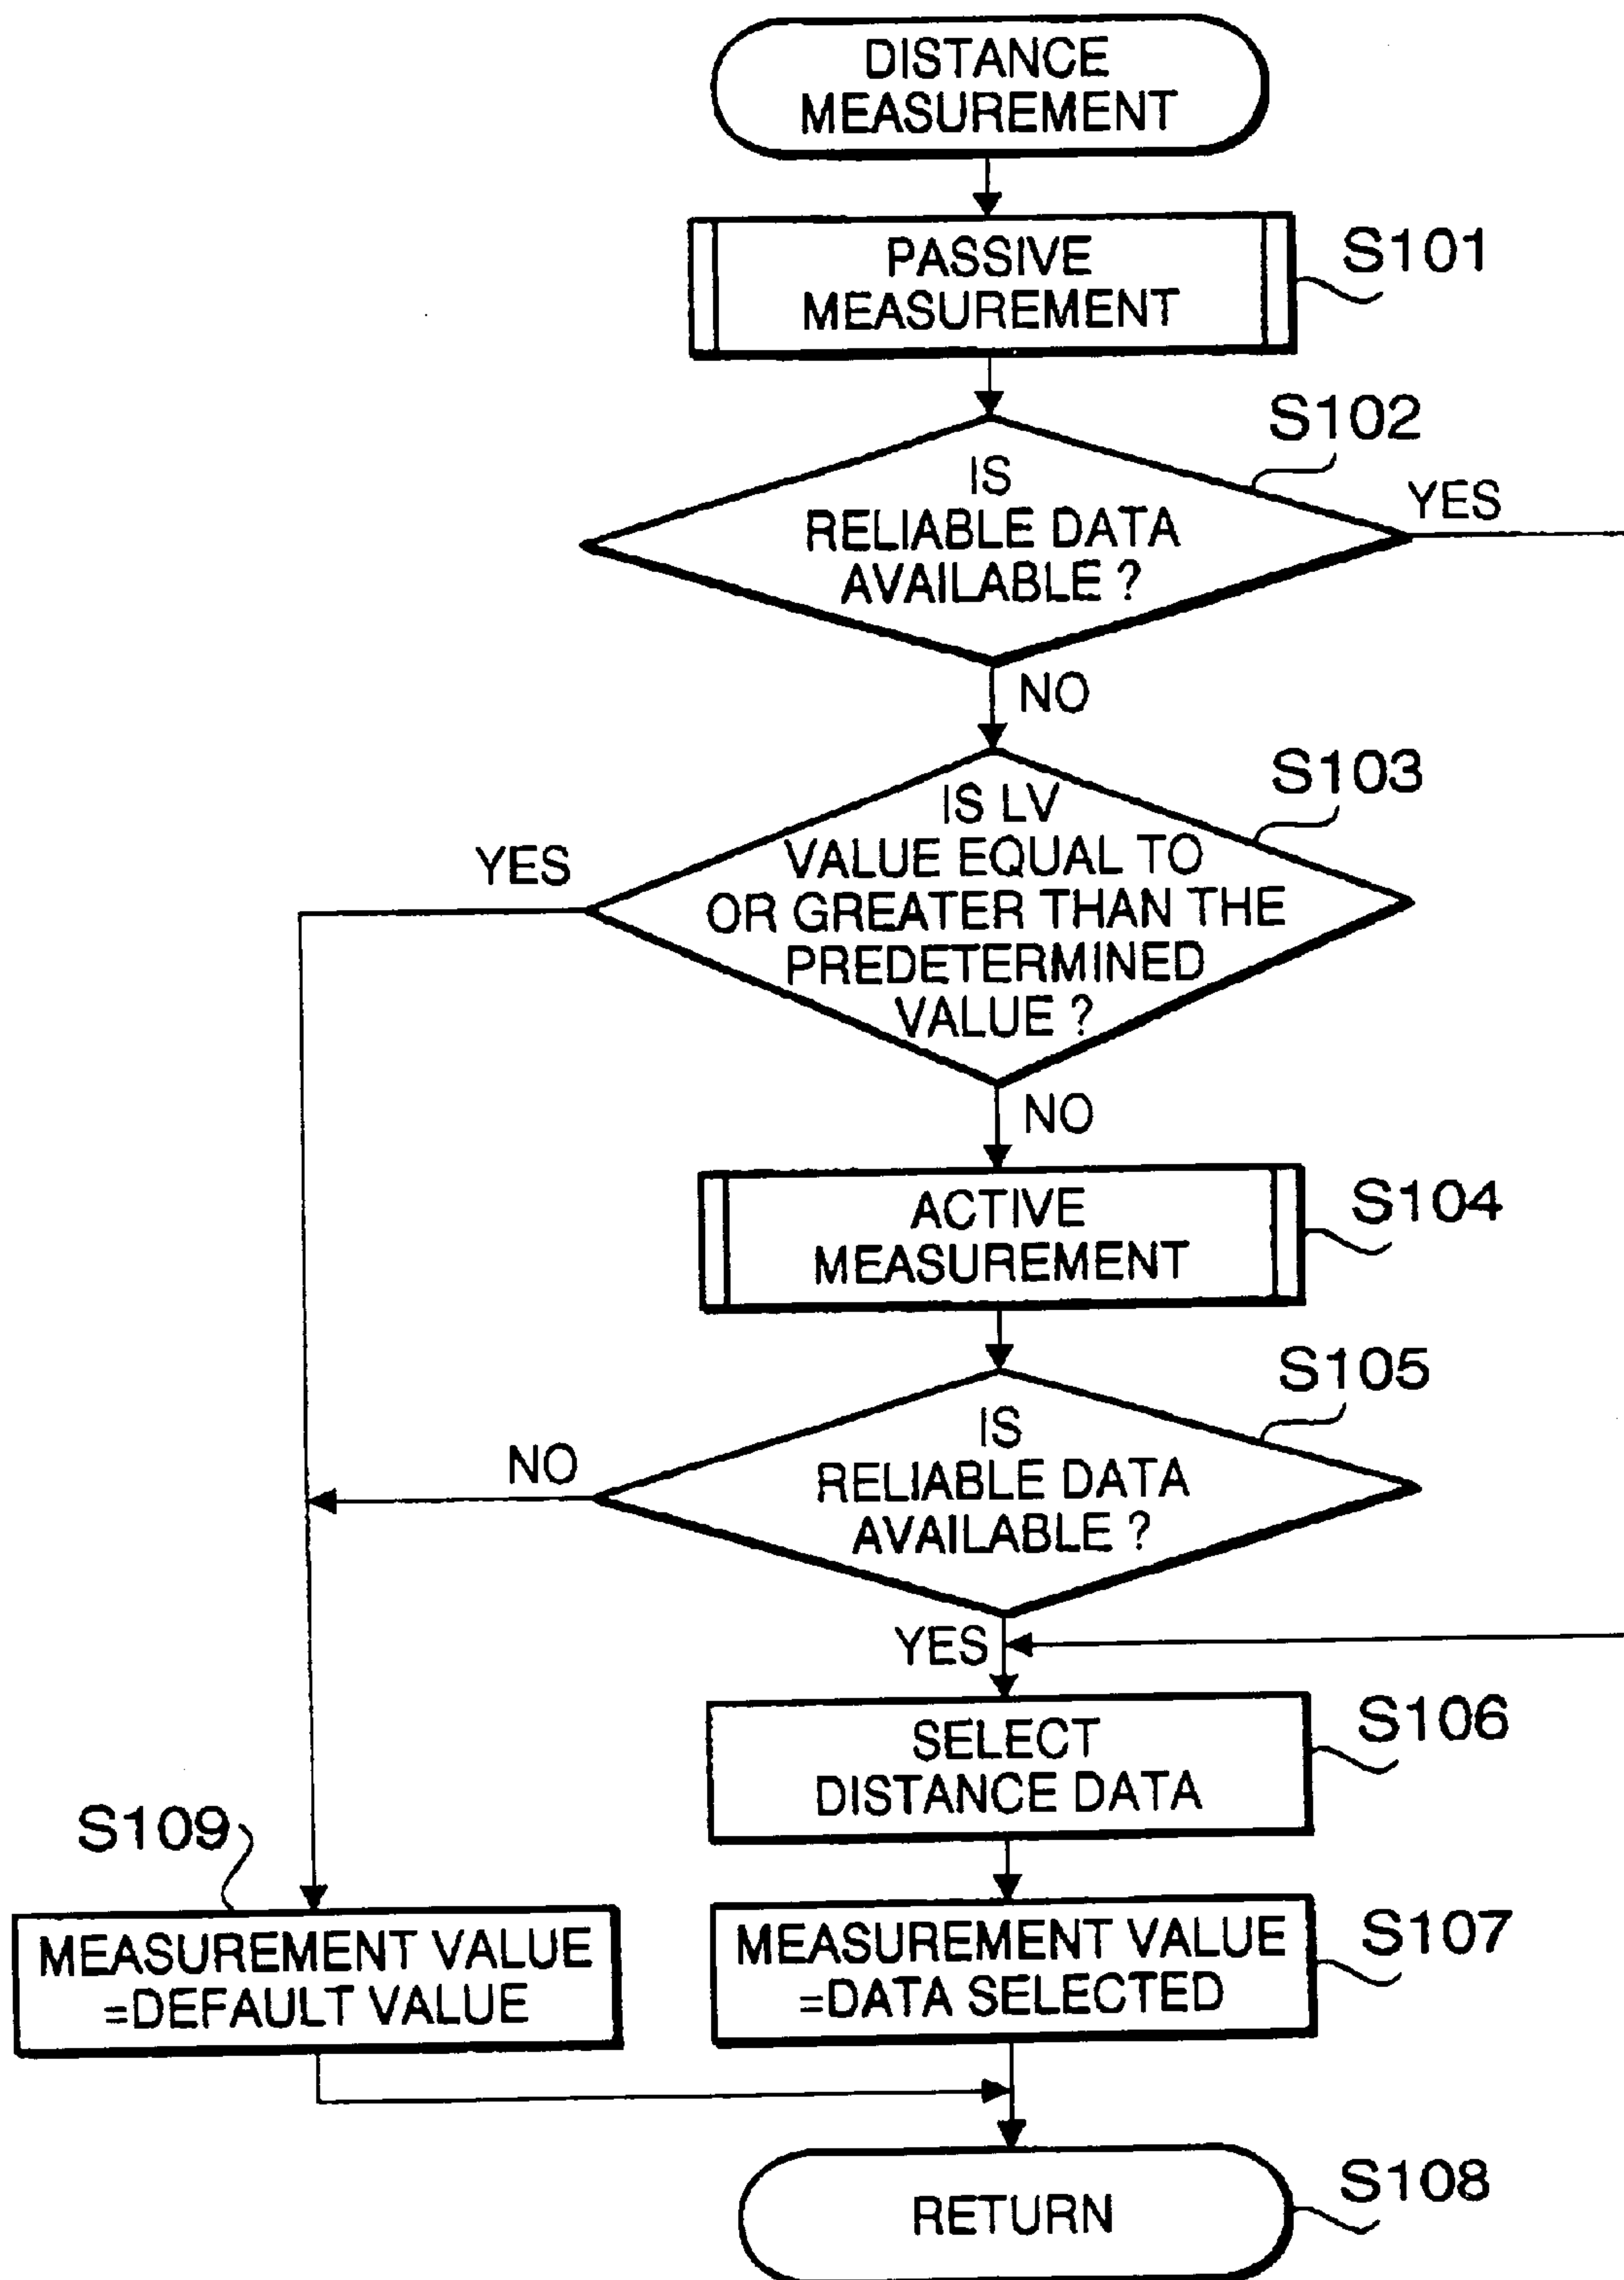 DISTANCE
MEASUREMENT
PASSIVE
MEASUREMENT
S101
S102
IS
RELIABLE DATA
AVAILABLE ?
YES
NO
S103
IS LV
VALUE EQUAL TO
OR GREATER THAN THE
PREDETERMINED
VALUE ?
YES
NO
ACTIVE
MEASUREMENT
S104
S105
IS
RELIABLE DATA
AVAILABLE ?
NO
YES
SELECT
DISTANCE DATA
S106
S109
MEASUREMENT VALUE
=DEFAULT VALUE
MEASUREMENT VALUE
=DATA SELECTED
S107
RETURN
S108